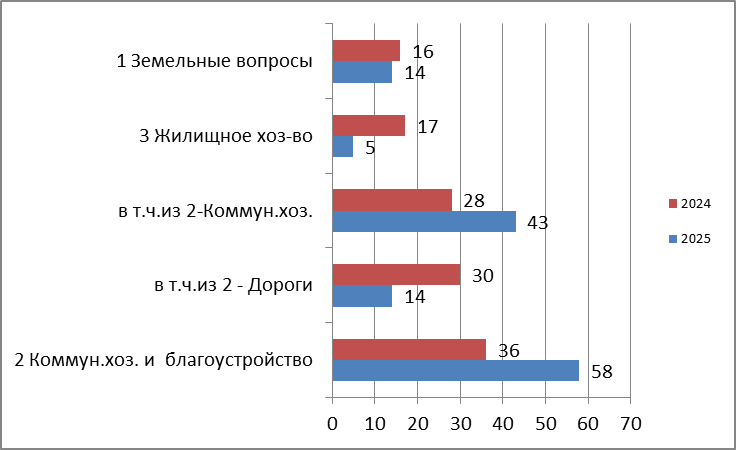 1 Земельные вопросы
16
14
3 Жилищное хоз-во
17
5
в т.ч.из 2-Коммун.хоз.
28
43
в т.ч.из 2 - Дороги
30
14
2 Коммун.хоз. и  благоустройство
36
58
0 10 20 30 40 50 60 70
2024
2025